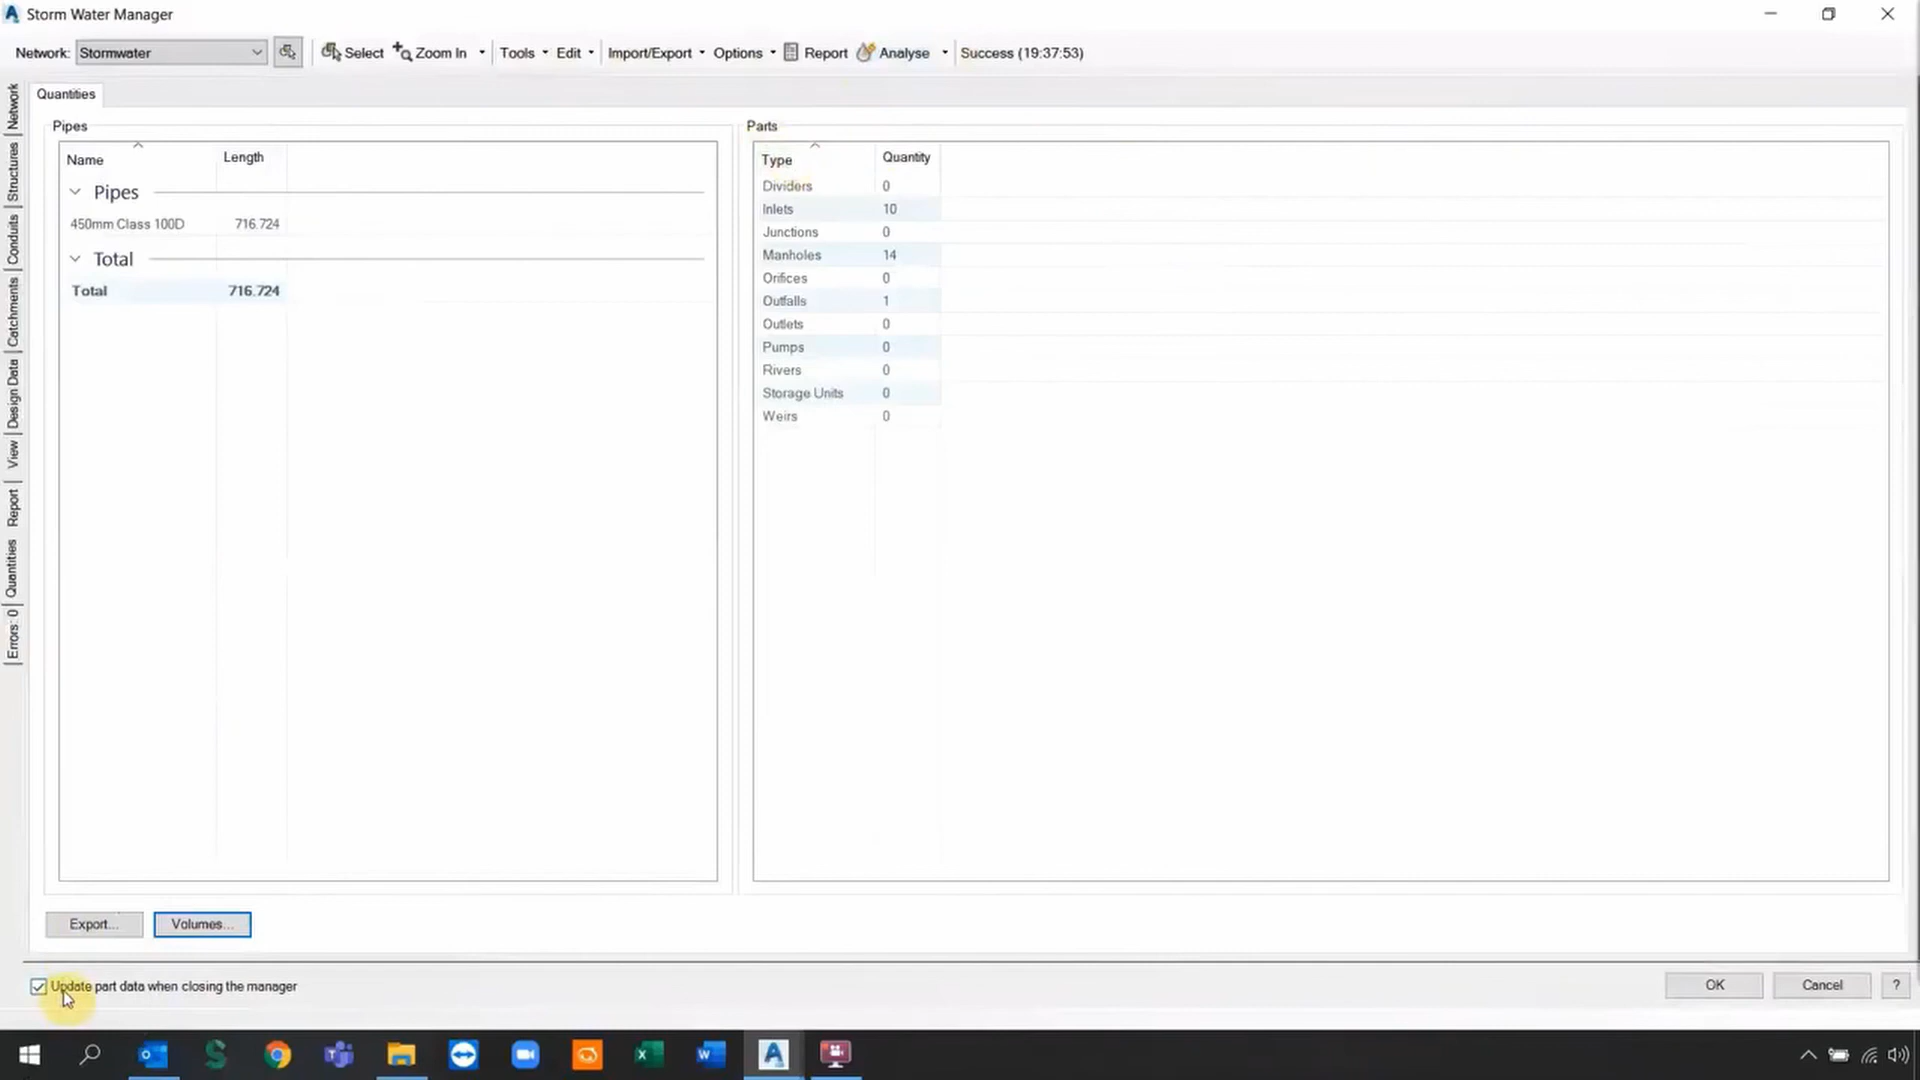 Storm Water Manager
Network: Stormwater Select Zoom In Tools Edit Import/Export Options Report Analyse Success (19:37:53)
Network
Structures
Conduits
Catchments
Design Data
View
Report
Quantities
Errors: 0
Quantities
Pipes
Name Length
Pipes
450mm Class 100D 716.724
Total
Total 716.724
Parts
Type Quantity
Dividers 0
Inlets 10
Junctions 0
Manholes 14
Orifices 0
Outfalls 1
Outlets 0
Pumps 0
Rivers 0
Storage Units 0
Weirs 0
Export... Volumes...
Update part data when closing the manager OK Cancel ?